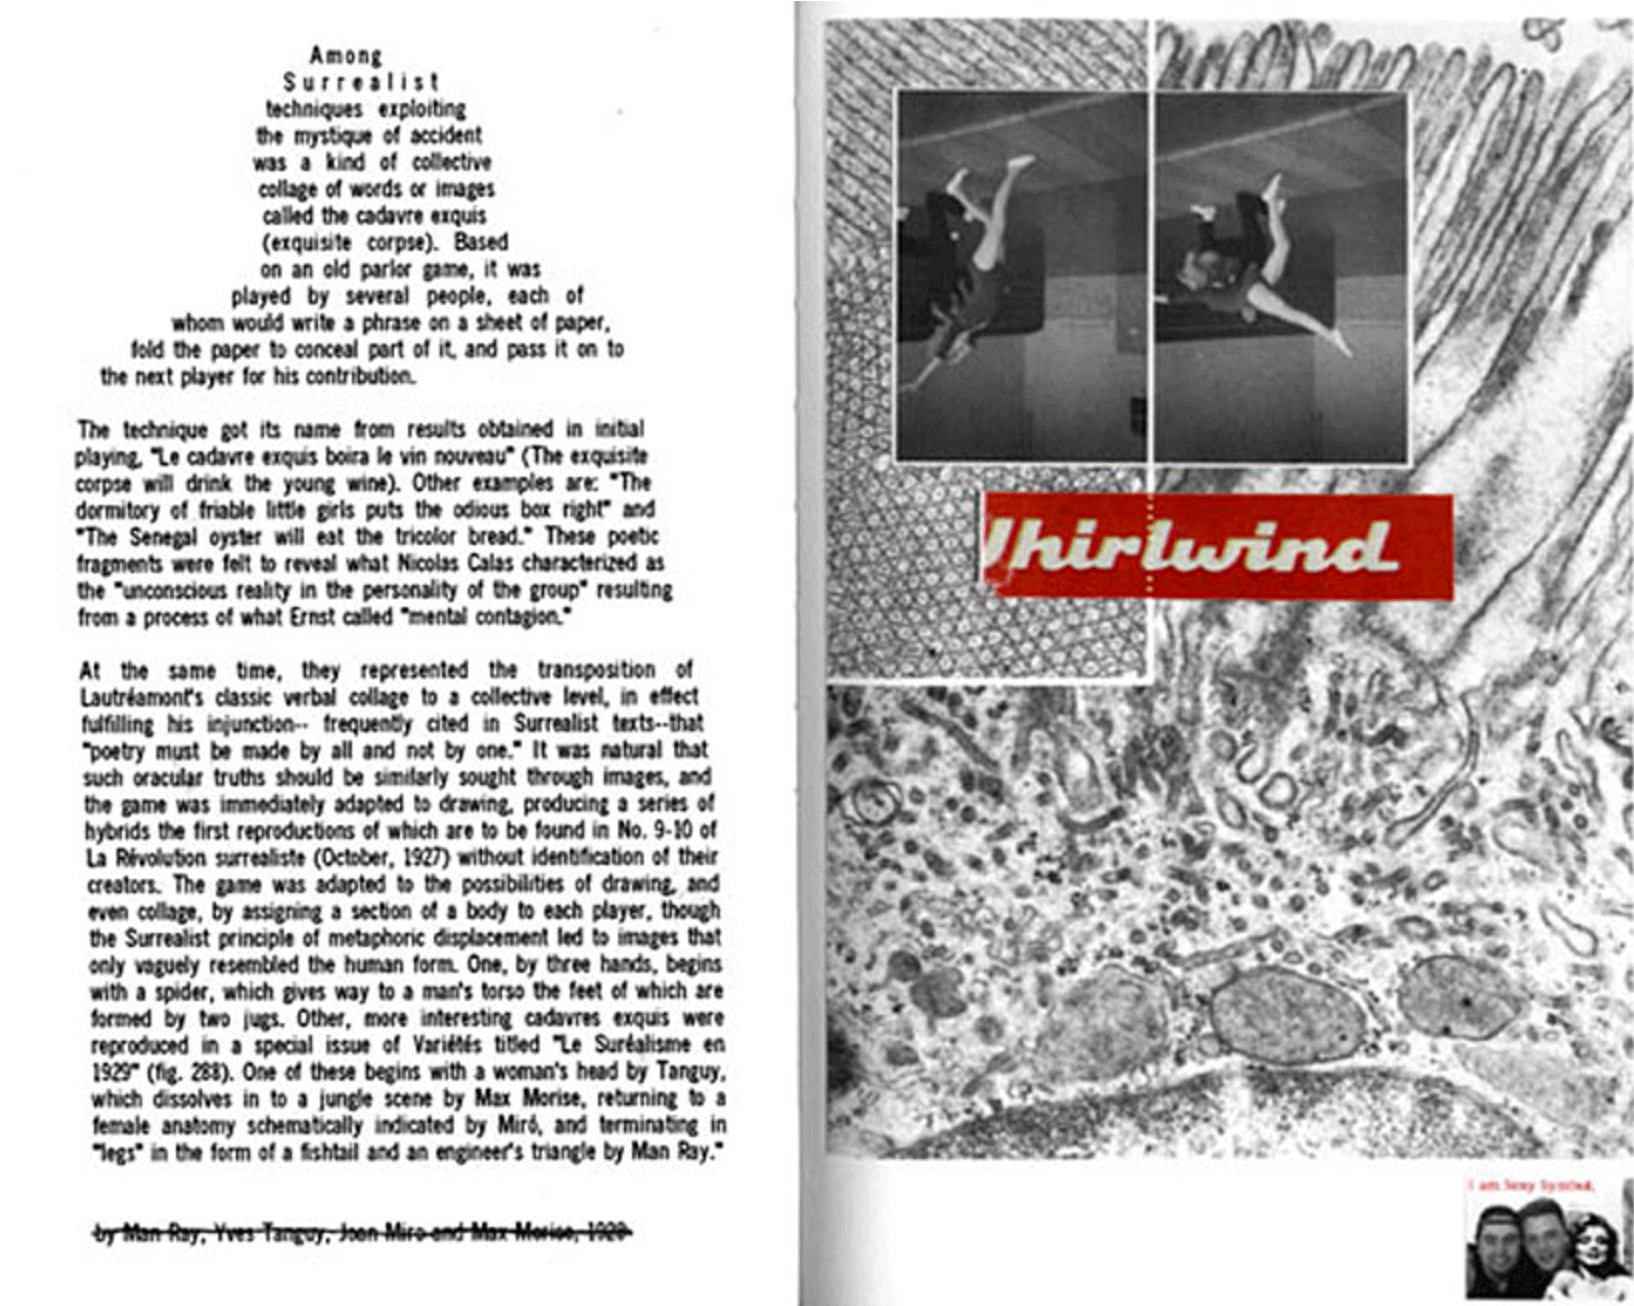 Among
Surrealist
techniques exploiting
the mystique of accident
was a kind of collective
collage of words or images
called the cadavre exquis
(exquisite corpse). Based
on an old parlor game, it was
played by several people, each of
whom would write a phrase on a sheet of paper,
fold the paper to conceal part of it, and pass it on to
the next player for his contribution.
The technique got its name from results obtained in initial
playing, "Le cadavre exquis boira le vin nouveau" (The exquisite
corpse will drink the young wine). Other examples are: "The
dormitory of friable little girls puts the odious box right" and
"The Senegal oyster will eat the tricolor bread." These poetic
fragments were felt to reveal what Nicolas Calas characterized as
the "unconscious reality in the personality of the group" resulting
from a process of what Ernst called "mental contagion."
At the same time, they represented the transposition of
Lautréamont's classic verbal collage to a collective level, in effect
fulfilling his injunction-- frequently cited in Surrealist texts--that
"poetry must be made by all and not by one." It was natural that
such oracular truths should be similarly sought through images, and
the game was immediately adapted to drawing, producing a series of
hybrids the first reproductions of which are to be found in No. 9-10 of
La Révolution surrealiste (October, 1927) without identification of their
creators. The game was adapted to the possibilities of drawing, and
even collage, by assigning a section of a body to each player, though
the Surrealist principle of metaphoric displacement led to images that
only vaguely resembled the human form. One, by three hands, begins
with a spider, which gives way to a man's torso the feet of which are
formed by two jugs. Other, more interesting cadavres exquis were
reproduced in a special issue of Variétés titled "Le Suréalisme en
1929" (fig. 288). One of these begins with a woman's head by Tanguy,
which dissolves in to a jungle scene by Max Morise, returning to a
female anatomy schematically indicated by Miró, and terminating in
"legs" in the form of a fishtail and an engineer's triangle by Man Ray."
by Man Ray, Yves Tanguy, Joan Miro and Max Morise, 1928
Whirlwind
I am Sexy Symbol,